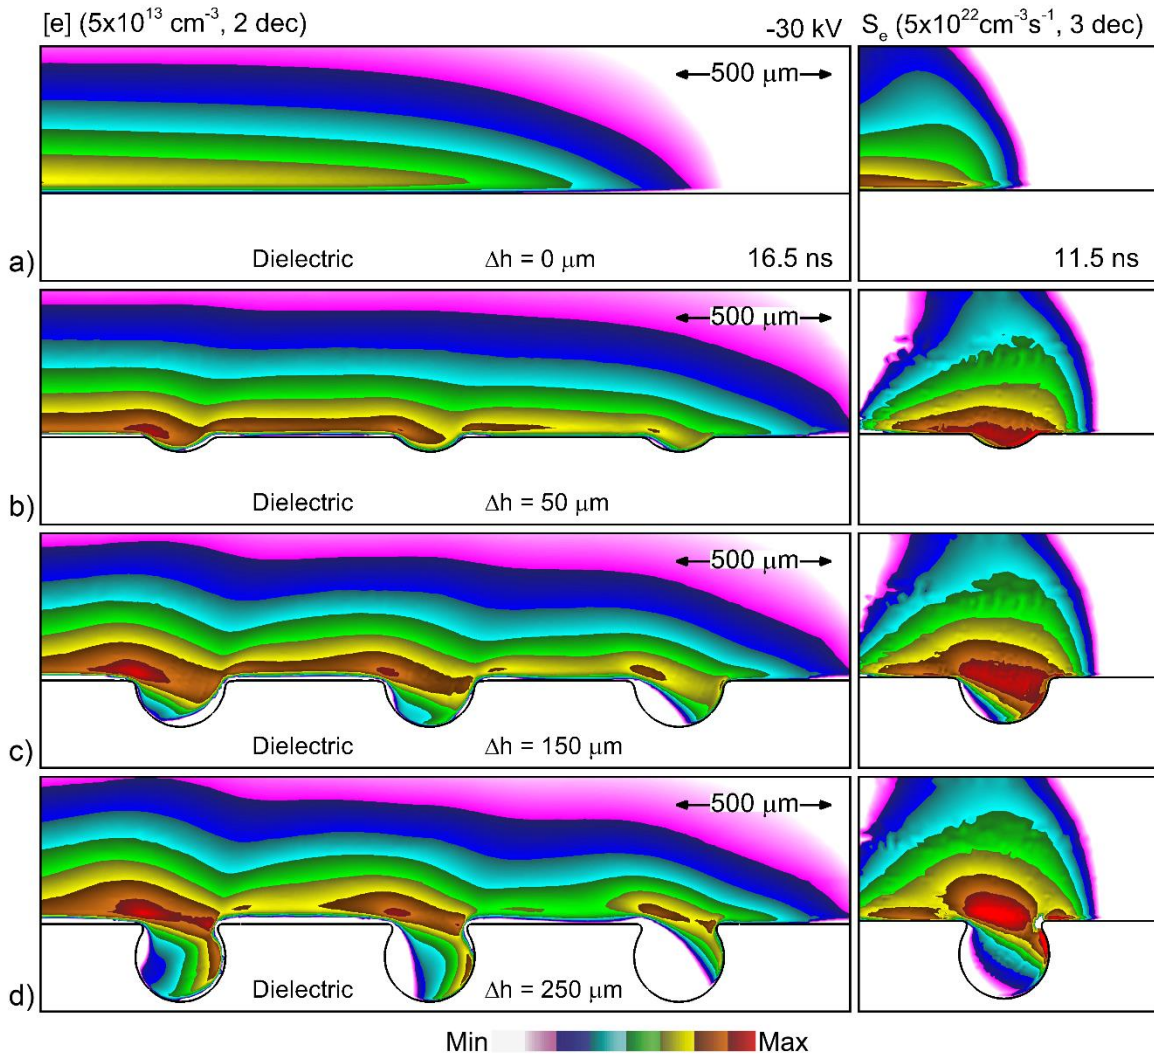 [e] (5x10¹³ cm⁻³, 2 dec) -30 kV Sₑ (5x10²²cm⁻³s⁻¹, 3 dec)
500 μm
a) Dielectric Δh = 0 μm 16.5 ns 11.5 ns
500 μm
b) Dielectric Δh = 50 μm
500 μm
c) Dielectric Δh = 150 μm
500 μm
d) Dielectric Δh = 250 μm
Min Max